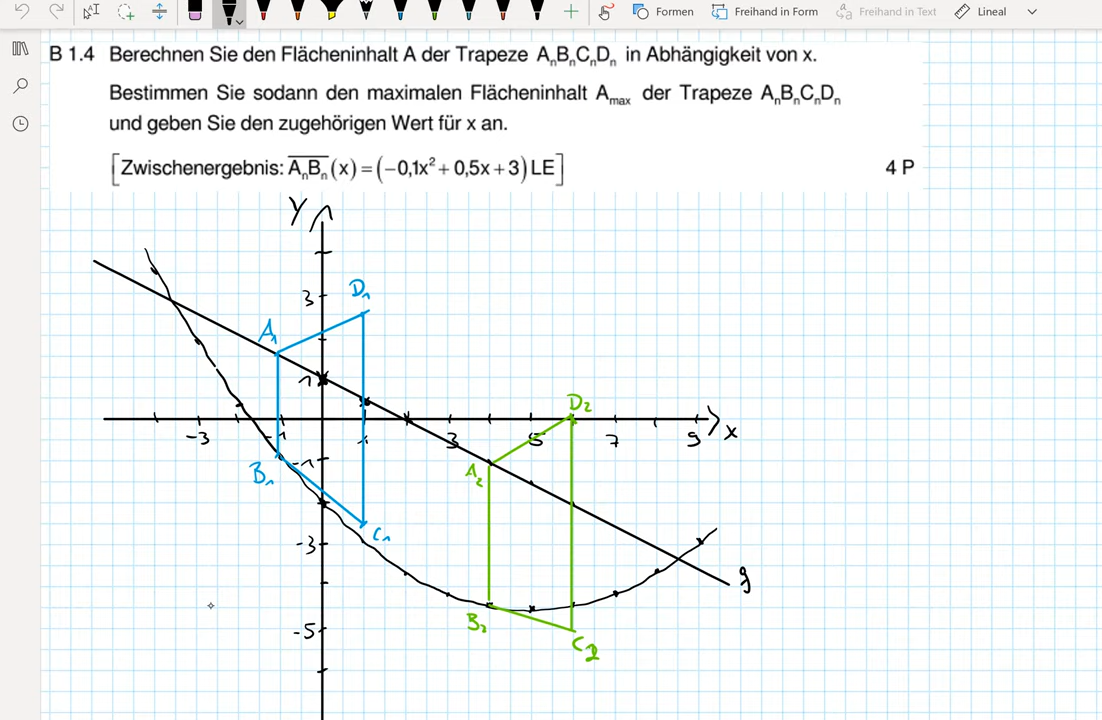 Formen Freihand in Form Freihand in Text Lineal
B 1.4 Berechnen Sie den Flächeninhalt A der Trapeze AₙBₙCₙDₙ in Abhängigkeit von x.
Bestimmen Sie sodann den maximalen Flächeninhalt Aₘₐₓ der Trapeze AₙBₙCₙDₙ
und geben Sie den zugehörigen Wert für x an.
[Zwischenergebnis: A̅ₙ̅B̅ₙ̅(x) = (−0,1x² + 0,5x + 3) LE] 4 P
y
3 D₁
A₁
1
D₂
-3 -1 1 3 5 7 9 x
B₁ -1 A₂
C₁
-3
g
B₂
-5 C₂